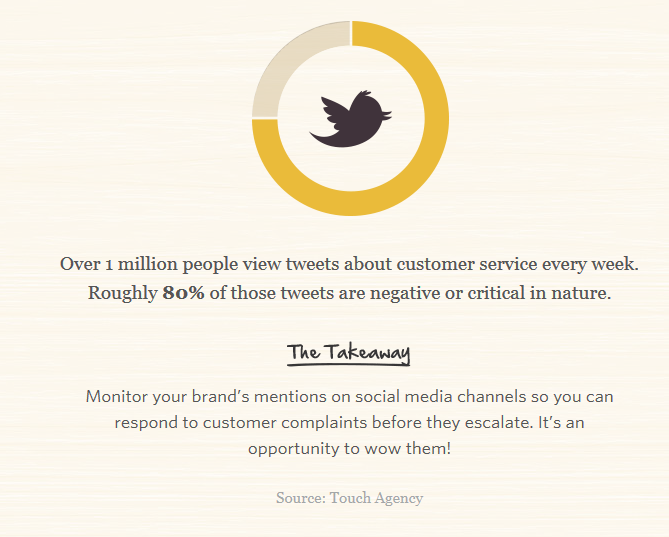 Over 1 million people view tweets about customer service every week.
Roughly 80% of those tweets are negative or critical in nature.
The Takeaway
Monitor your brand's mentions on social media channels so you can
respond to customer complaints before they escalate. It's an
opportunity to wow them!
Source: Touch Agency